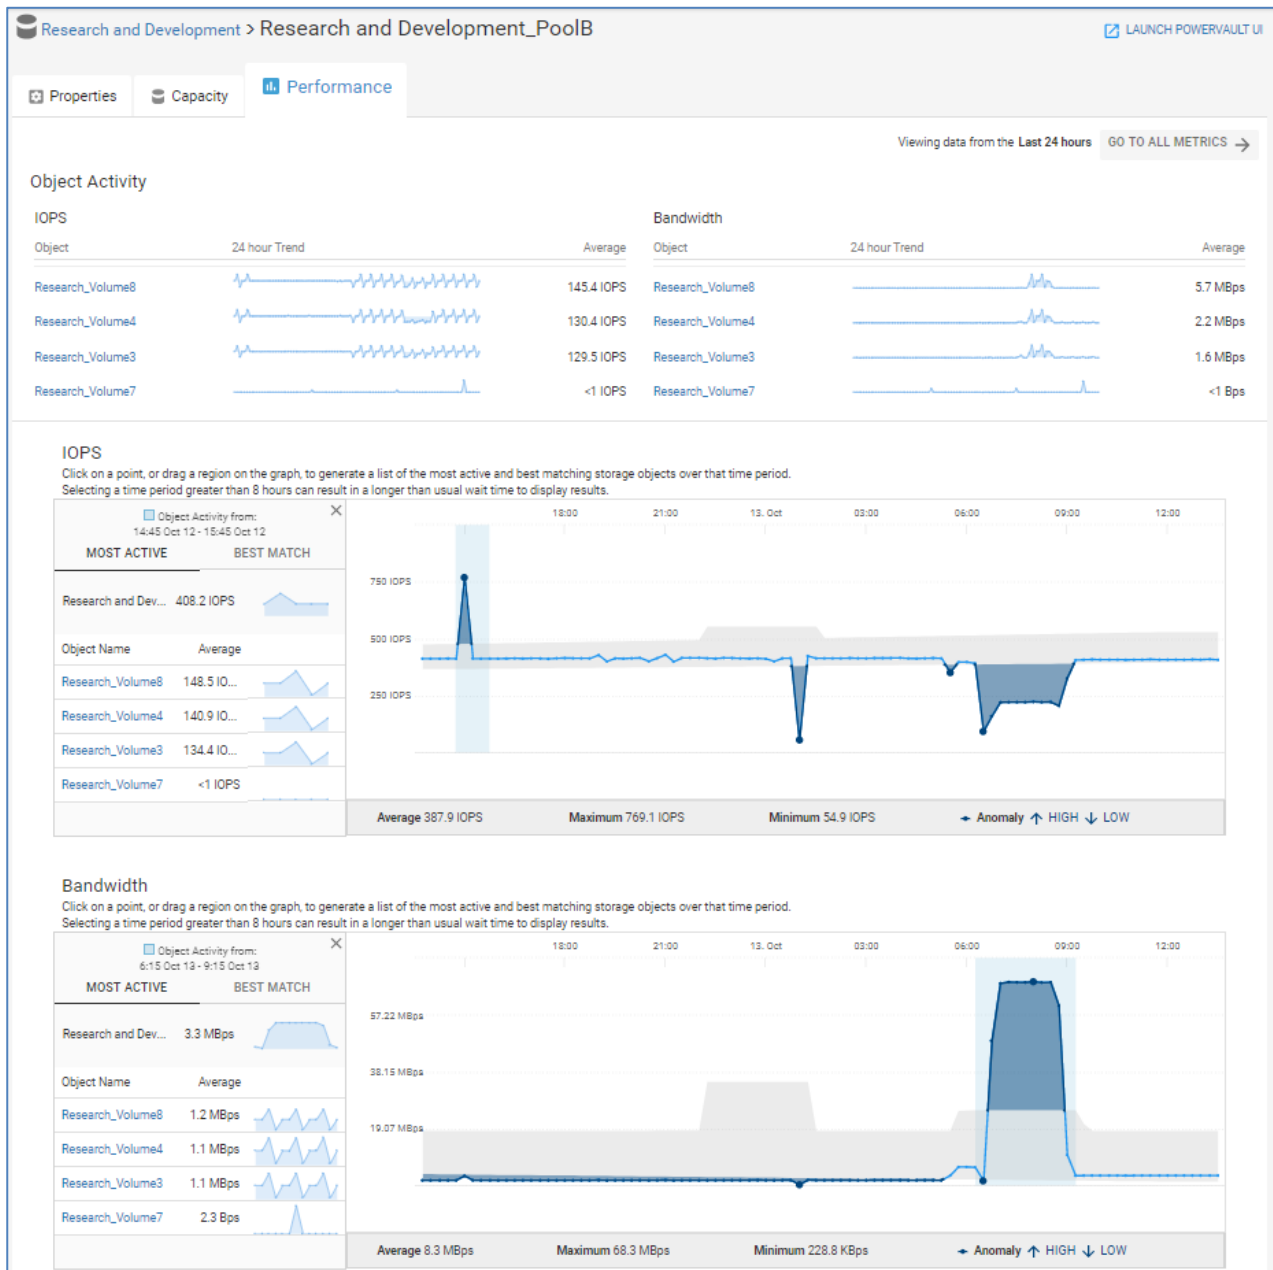 Research and Development > Research and Development_PoolB
LAUNCH POWERVAULT UI
Properties
Capacity
Performance
Viewing data from the Last 24 hours
GO TO ALL METRICS →
Object Activity
IOPS
Object 24 hour Trend Average
Research_Volume8 145.4 IOPS
Research_Volume4 130.4 IOPS
Research_Volume3 129.5 IOPS
Research_Volume7 <1 IOPS
Bandwidth
Object 24 hour Trend Average
Research_Volume8 5.7 MBps
Research_Volume4 2.2 MBps
Research_Volume3 1.6 MBps
Research_Volume7 <1 Bps
IOPS
Click on a point, or drag a region on the graph, to generate a list of the most active and best matching storage objects over that time period.
Selecting a time period greater than 8 hours can result in a longer than usual wait time to display results.
Object Activity from:
14:45 Oct 12 - 15:45 Oct 12
MOST ACTIVE BEST MATCH
Research and Dev... 408.2 IOPS
Object Name Average
Research_Volume8 148.5 IO...
Research_Volume4 140.9 IO...
Research_Volume3 134.4 IO...
Research_Volume7 <1 IOPS
18:00 21:00 13. Oct 03:00 06:00 09:00 12:00
750 IOPS
500 IOPS
250 IOPS
Average 387.9 IOPS Maximum 769.1 IOPS Minimum 54.9 IOPS Anomaly ↑ HIGH ↓ LOW
Bandwidth
Click on a point, or drag a region on the graph, to generate a list of the most active and best matching storage objects over that time period.
Selecting a time period greater than 8 hours can result in a longer than usual wait time to display results.
Object Activity from:
6:15 Oct 13 - 9:15 Oct 13
MOST ACTIVE BEST MATCH
Research and Dev... 3.3 MBps
Object Name Average
Research_Volume8 1.2 MBps
Research_Volume4 1.1 MBps
Research_Volume3 1.1 MBps
Research_Volume7 2.3 Bps
18:00 21:00 13. Oct 03:00 06:00 09:00 12:00
57.22 MBps
38.15 MBps
19.07 MBps
Average 8.3 MBps Maximum 68.3 MBps Minimum 228.8 KBps Anomaly ↑ HIGH ↓ LOW